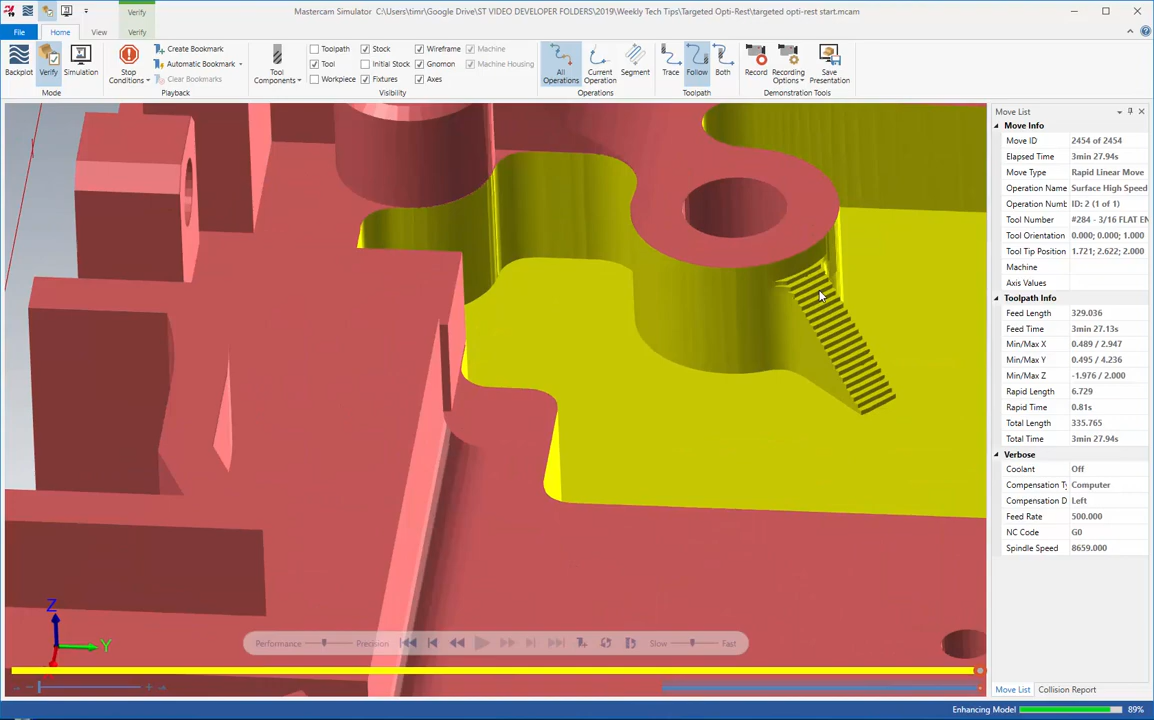 Verify
Mastercam Simulator C:\Users\timr\Google Drive\ST VIDEO DEVELOPER FOLDERS\2019\Weekly Tech Tips\Targeted Opti-Rest\targeted opti-rest start.mcam
File Home View Verify
Backplot Verify Simulation
Mode
Stop Conditions
Create Bookmark
Automatic Bookmark
Clear Bookmarks
Playback
Tool Components
Toolpath Stock Wireframe Machine
Tool Initial Stock Gnomon Machine Housing
Workpiece Fixtures Axes
Visibility
All Operations Current Operation Segment
Operations
Trace Follow Both
Toolpath
Record Recording Options Save Presentation
Demonstration Tools
Move List
Move Info
Move ID 2454 of 2454
Elapsed Time 3min 27.94s
Move Type Rapid Linear Move
Operation Name Surface High Speed
Operation Numb ID: 2 (1 of 1)
Tool Number #284 - 3/16 FLAT EN
Tool Orientation 0.000; 0.000; 1.000
Tool Tip Position 1.721; 2.622; 2.000
Machine
Axis Values
Toolpath Info
Feed Length 329.036
Feed Time 3min 27.13s
Min/Max X 0.489 / 2.947
Min/Max Y 0.495 / 4.236
Min/Max Z -1.976 / 2.000
Rapid Length 6.729
Rapid Time 0.81s
Total Length 335.765
Total Time 3min 27.94s
Verbose
Coolant Off
Compensation Ty Computer
Compensation D Left
Feed Rate 500.000
NC Code G0
Spindle Speed 8659.000
Z
Y
Performance Precision Slow Fast
Move List Collision Report
Enhancing Model 89%